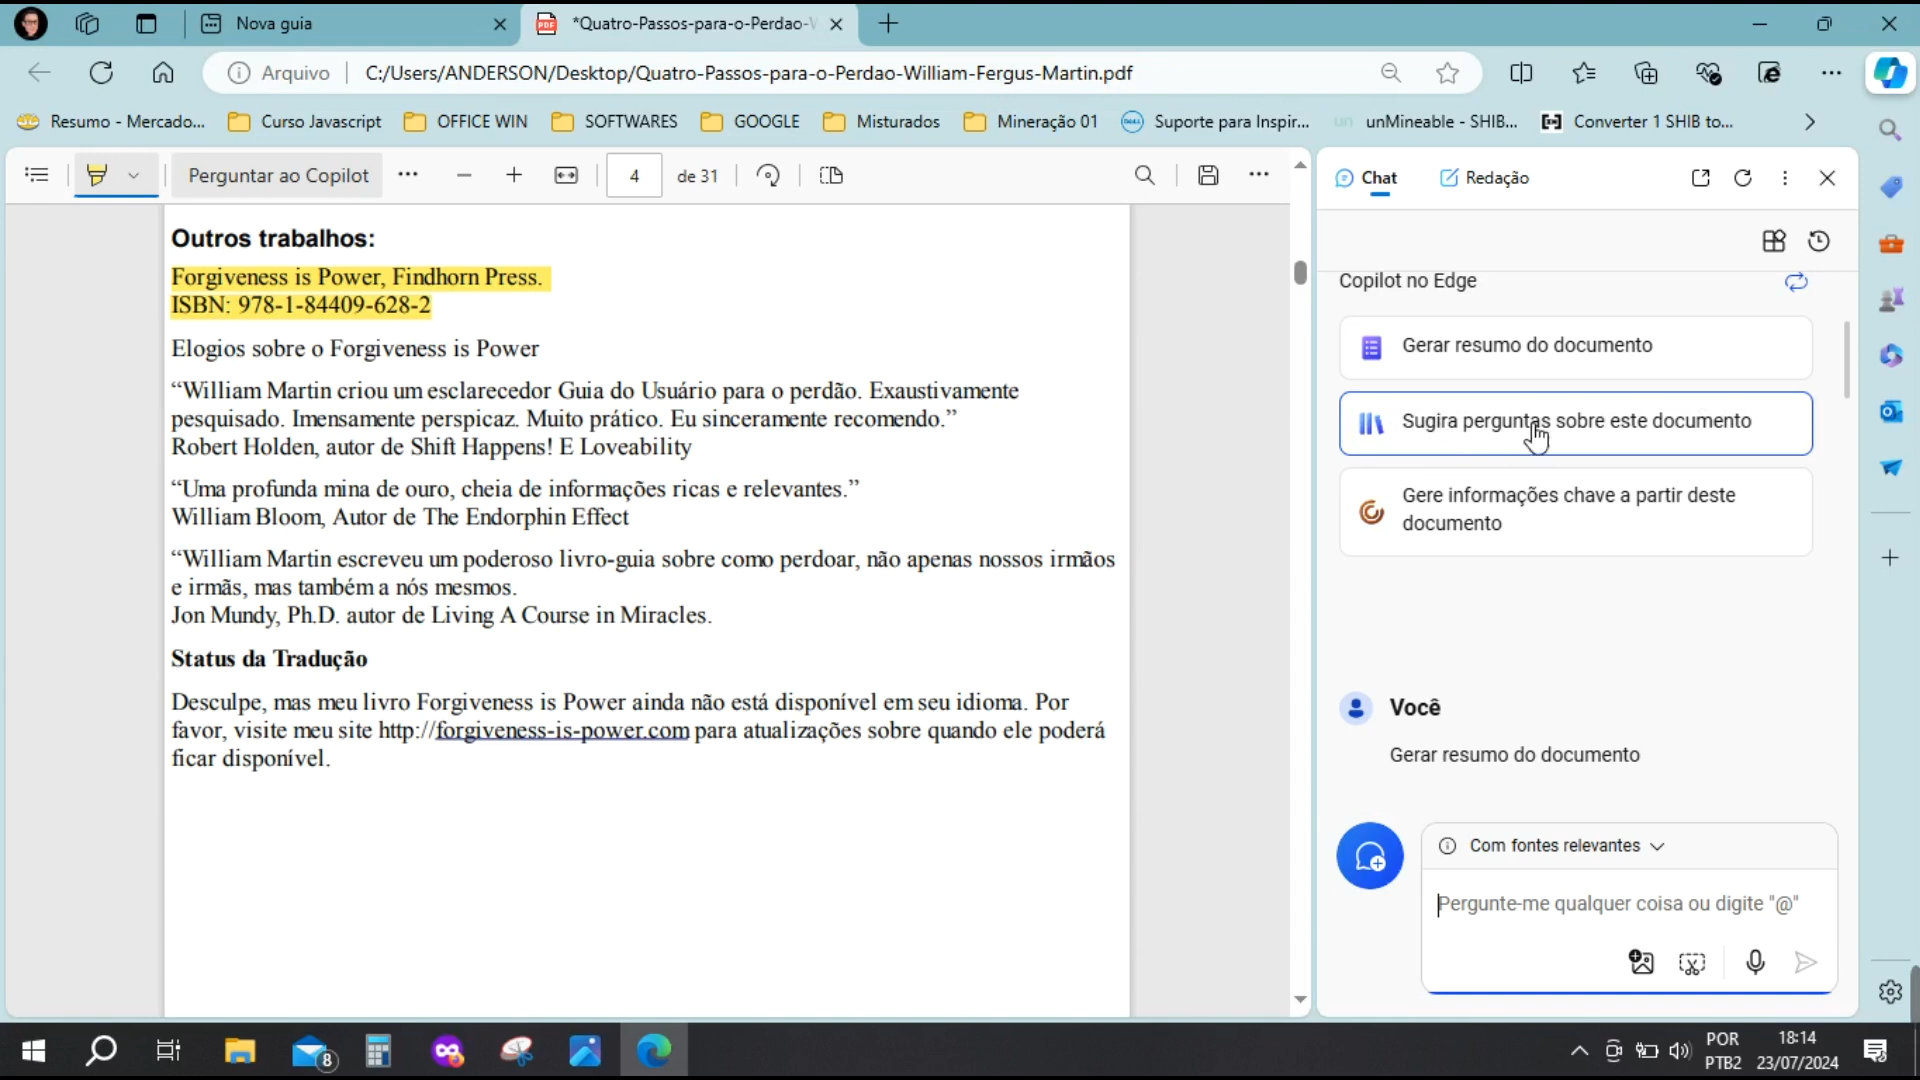 Nova guia
*Quatro-Passos-para-o-Perdao-W
Arquivo
C:/Users/ANDERSON/Desktop/Quatro-Passos-para-o-Perdao-William-Fergus-Martin.pdf
Resumo - Mercado...
Curso Javascript
OFFICE WIN
SOFTWARES
GOOGLE
Misturados
Mineração 01
Suporte para Inspir...
un unMineable - SHIB...
Converter 1 SHIB to...
Perguntar ao Copilot
4 de 31
Outros trabalhos:
Forgiveness is Power, Findhorn Press.
ISBN: 978-1-84409-628-2
Elogios sobre o Forgiveness is Power
“William Martin criou um esclarecedor Guia do Usuário para o perdão. Exaustivamente
pesquisado. Imensamente perspicaz. Muito prático. Eu sinceramente recomendo.”
Robert Holden, autor de Shift Happens! E Loveability
“Uma profunda mina de ouro, cheia de informações ricas e relevantes.”
William Bloom, Autor de The Endorphin Effect
“William Martin escreveu um poderoso livro-guia sobre como perdoar, não apenas nossos irmãos
e irmãs, mas também a nós mesmos.
Jon Mundy, Ph.D. autor de Living A Course in Miracles.
Status da Tradução
Desculpe, mas meu livro Forgiveness is Power ainda não está disponível em seu idioma. Por
favor, visite meu site http://forgiveness-is-power.com para atualizações sobre quando ele poderá
ficar disponível.
Chat
Redação
Copilot no Edge
Gerar resumo do documento
Sugira perguntas sobre este documento
Gere informações chave a partir deste
documento
Você
Gerar resumo do documento
Com fontes relevantes
Pergunte-me qualquer coisa ou digite "@"
8
POR
PTB2
18:14
23/07/2024